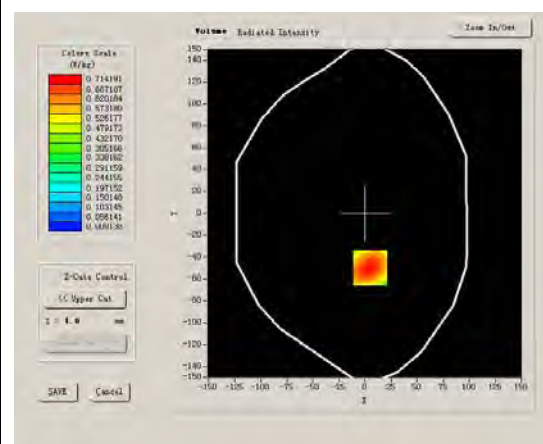 Volume Radiated Intensity
Zoom In/Out
Colors Scale
(W/kg)
0.714191
0.667187
0.620184
0.573180
0.526177
0.479173
0.432170
0.385166
0.338162
0.291159
0.244155
0.197152
0.150148
0.103145
0.056141
0.009138
150
140
120
100
80
60
40
20
0
-20
-40
-60
-80
-100
-120
-140
-150
Y
-150 -125 -100 -75 -50 -25 0 25 50 75 100 125 150
X
Z-Cuts Control
<< Upper Cut
Z = 4.0 mm
SAVE
Cancel